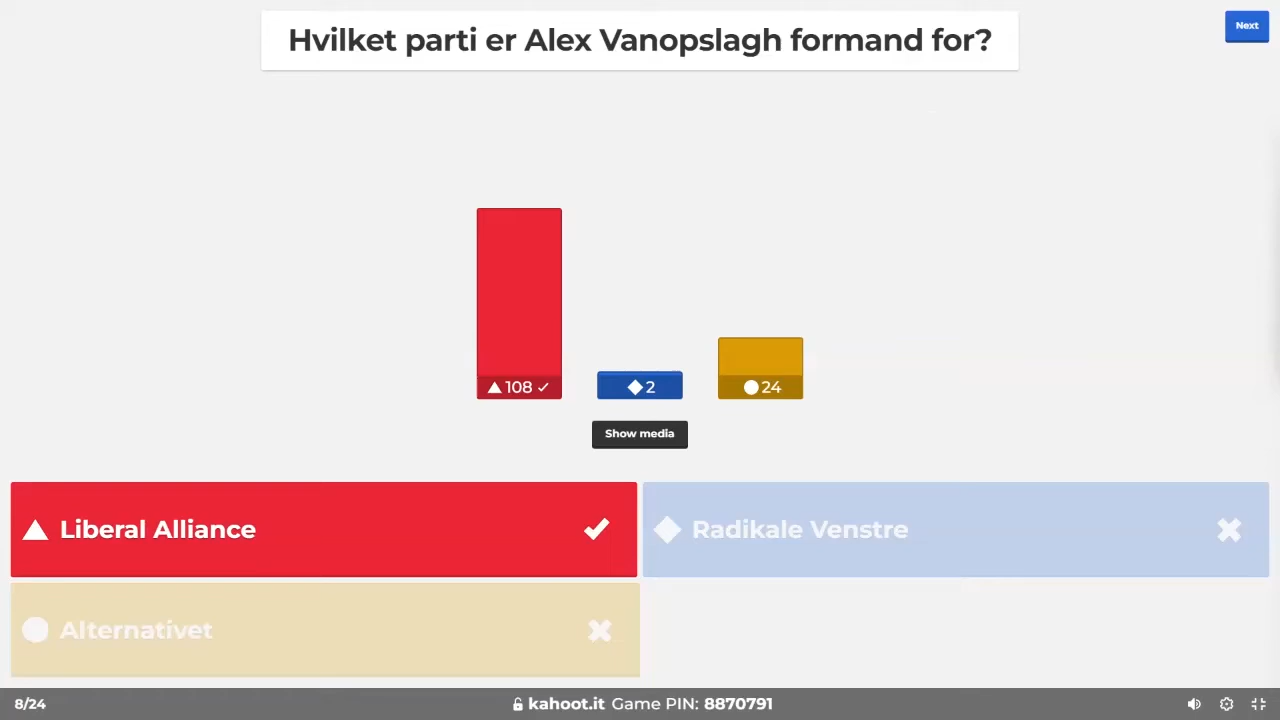 Hvilket parti er Alex Vanopslagh formand for?
Next
108
2
24
Show media
Liberal Alliance
Radikale Venstre
Alternativet
8/24
kahoot.it Game PIN: 8870791